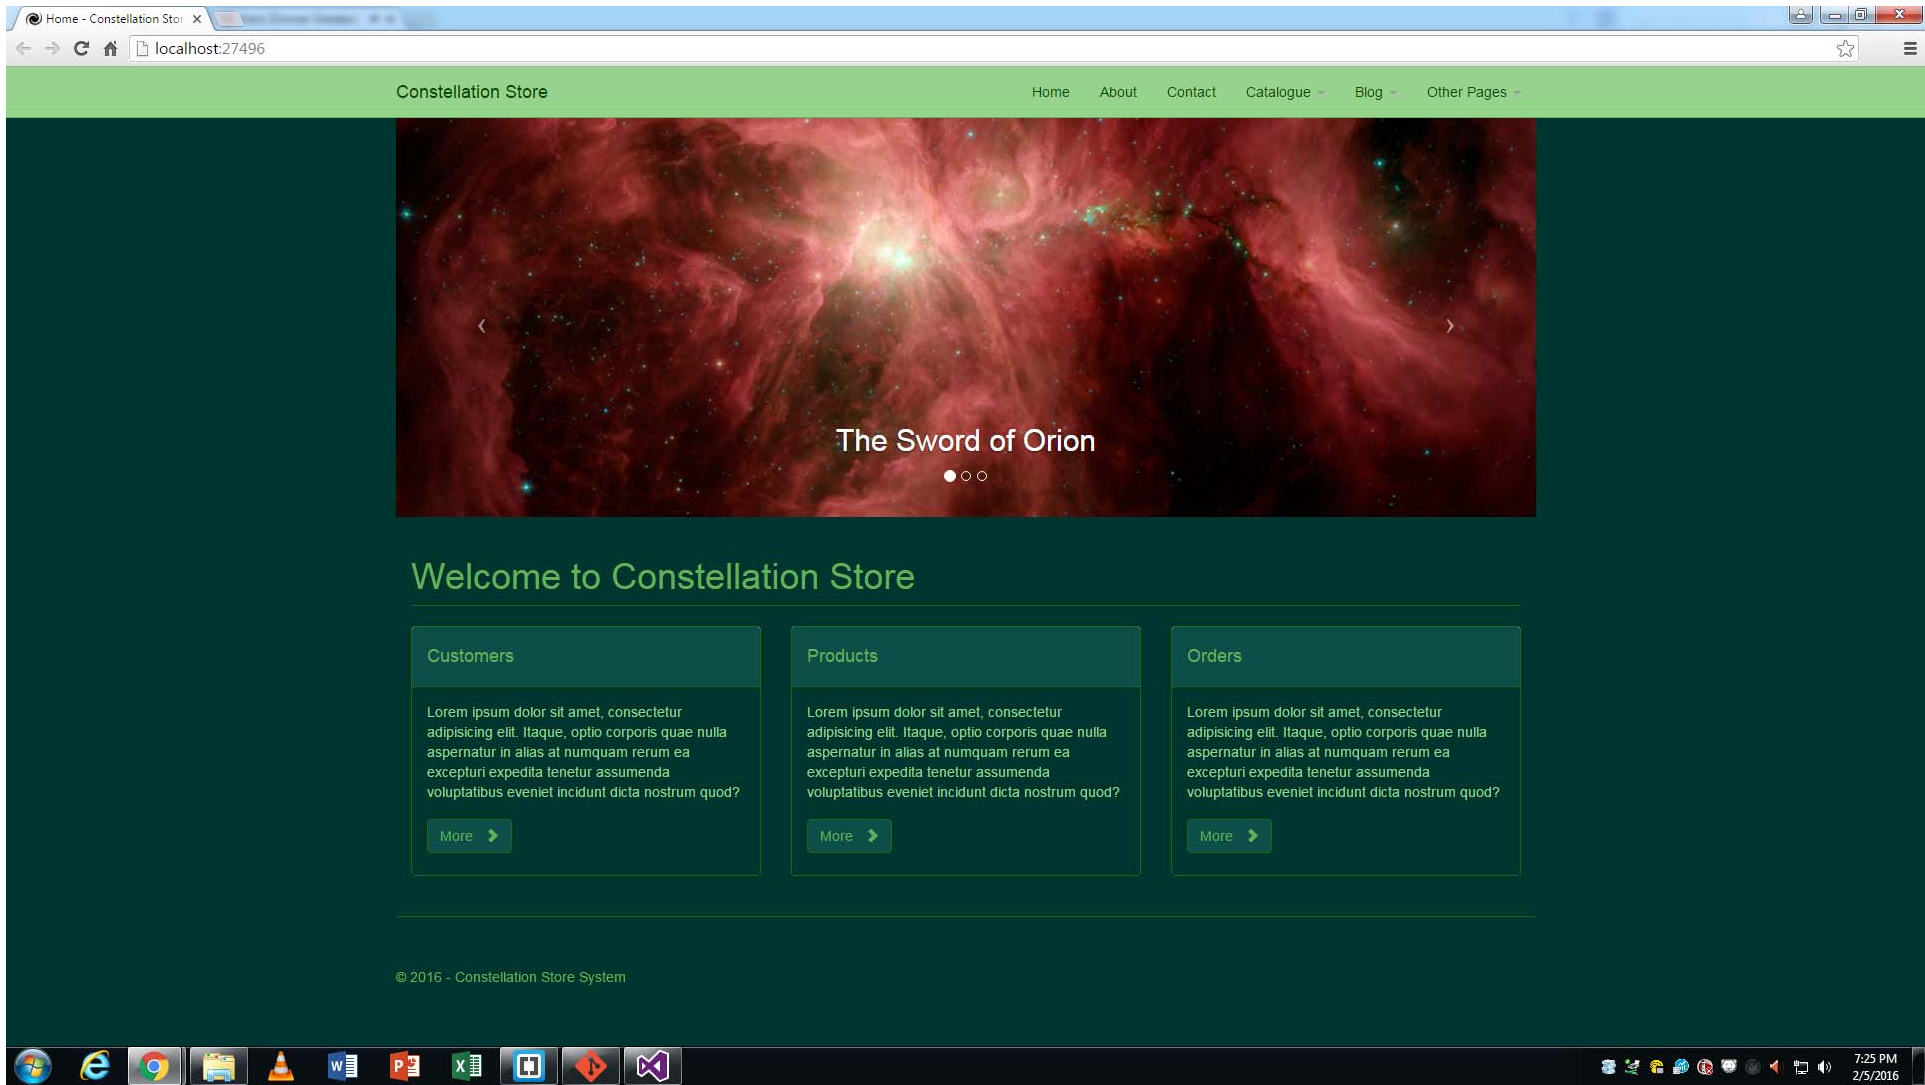 Home - Constellation Stor
localhost:27496
Constellation Store
Home About Contact Catalogue Blog Other Pages
The Sword of Orion
Welcome to Constellation Store
Customers
Lorem ipsum dolor sit amet, consectetur
adipisicing elit. Itaque, optio corporis quae nulla
aspernatur in alias at numquam rerum ea
excepturi expedita tenetur assumenda
voluptatibus eveniet incidunt dicta nostrum quod?
More
Products
Lorem ipsum dolor sit amet, consectetur
adipisicing elit. Itaque, optio corporis quae nulla
aspernatur in alias at numquam rerum ea
excepturi expedita tenetur assumenda
voluptatibus eveniet incidunt dicta nostrum quod?
More
Orders
Lorem ipsum dolor sit amet, consectetur
adipisicing elit. Itaque, optio corporis quae nulla
aspernatur in alias at numquam rerum ea
excepturi expedita tenetur assumenda
voluptatibus eveniet incidunt dicta nostrum quod?
More
© 2016 - Constellation Store System
7:25 PM
2/5/2016